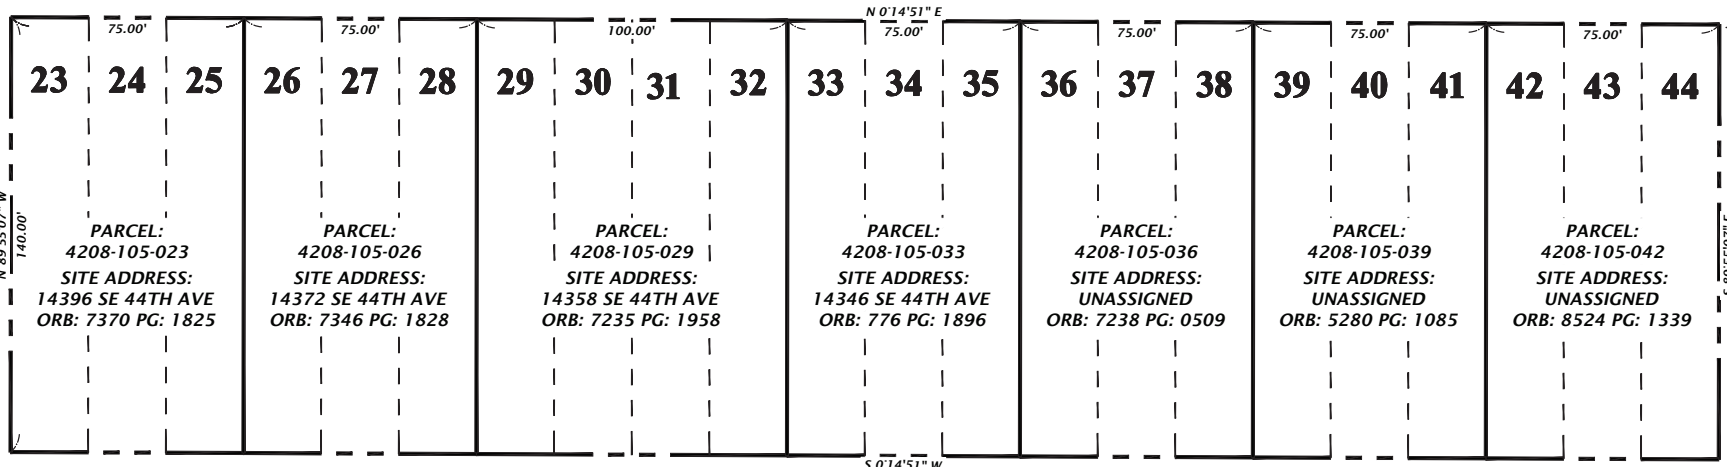 N 0°14'51" E
75.00'
75.00'
100.00'
75.00'
75.00'
75.00'
75.00'
23 24 25 26 27 28 29 30 31 32 33 34 35 36 37 38 39 40 41 42 43 44
N 89°55'07" W
140.00'
PARCEL:
4208-105-023
SITE ADDRESS:
14396 SE 44TH AVE
ORB: 7370 PG: 1825
PARCEL:
4208-105-026
SITE ADDRESS:
14372 SE 44TH AVE
ORB: 7346 PG: 1828
PARCEL:
4208-105-029
SITE ADDRESS:
14358 SE 44TH AVE
ORB: 7235 PG: 1958
PARCEL:
4208-105-033
SITE ADDRESS:
14346 SE 44TH AVE
ORB: 776 PG: 1896
PARCEL:
4208-105-036
SITE ADDRESS:
UNASSIGNED
ORB: 7238 PG: 0509
PARCEL:
4208-105-039
SITE ADDRESS:
UNASSIGNED
ORB: 5280 PG: 1085
PARCEL:
4208-105-042
SITE ADDRESS:
UNASSIGNED
ORB: 8524 PG: 1339
S 89°55'07" E
S 0°14'51" W